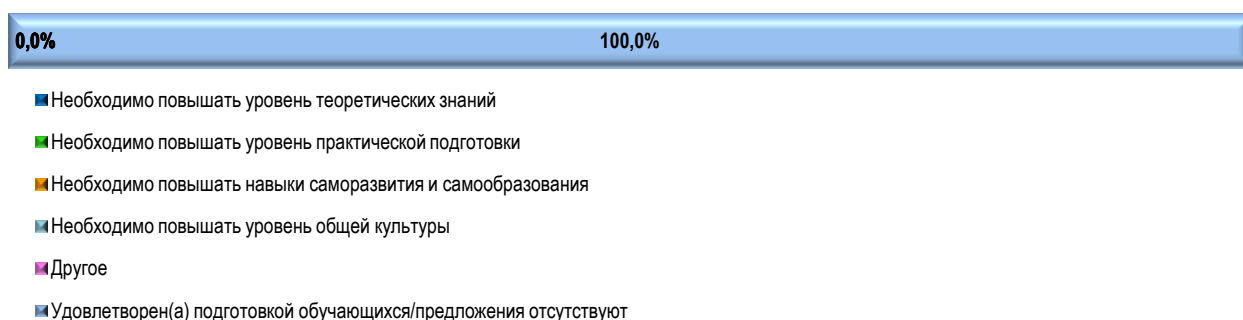 0,0% 100,0%
Необходимо повышать уровень теоретических знаний
Необходимо повышать уровень практической подготовки
Необходимо повышать навыки саморазвития и самообразования
Необходимо повышать уровень общей культуры
Другое
Удовлетворен(а) подготовкой обучающихся/предложения отсутствуют